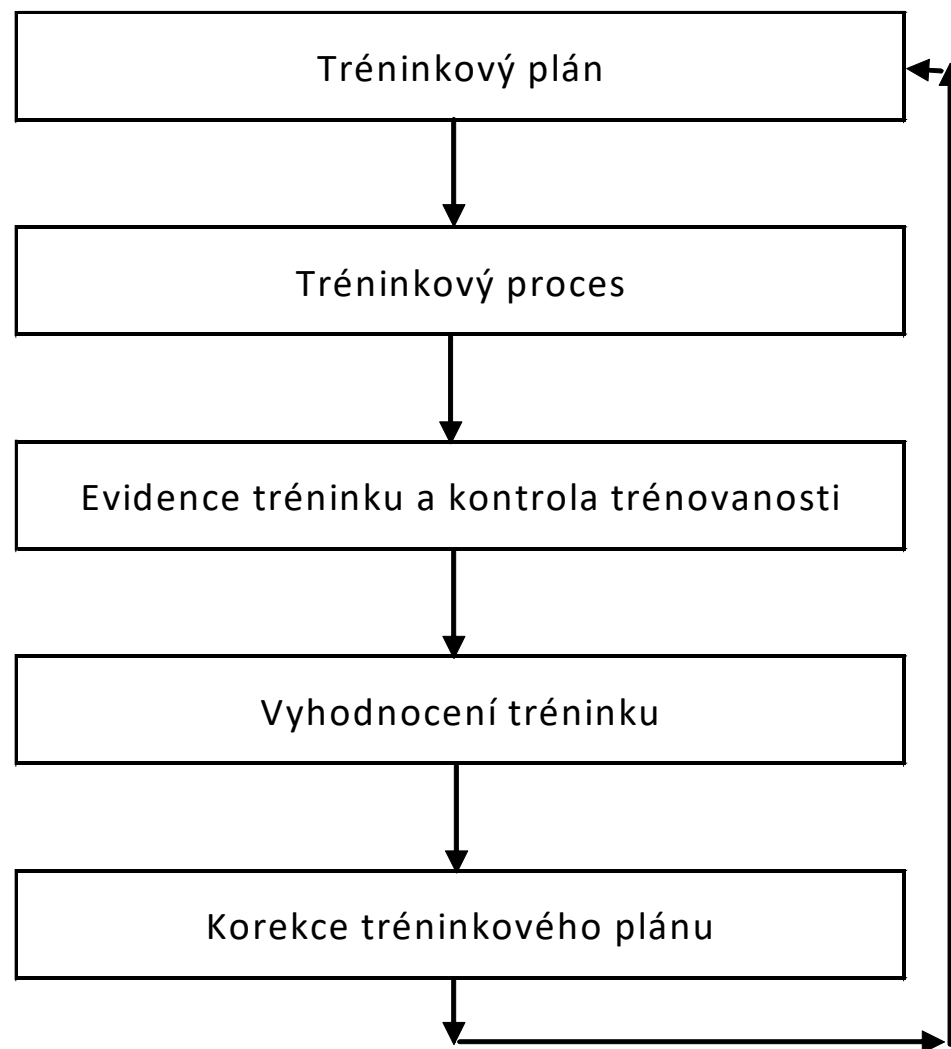 Tréninkový plán
Tréninkový proces
Evidence tréninku a kontrola trénovanosti
Vyhodnocení tréninku
Korekce tréninkového plánu